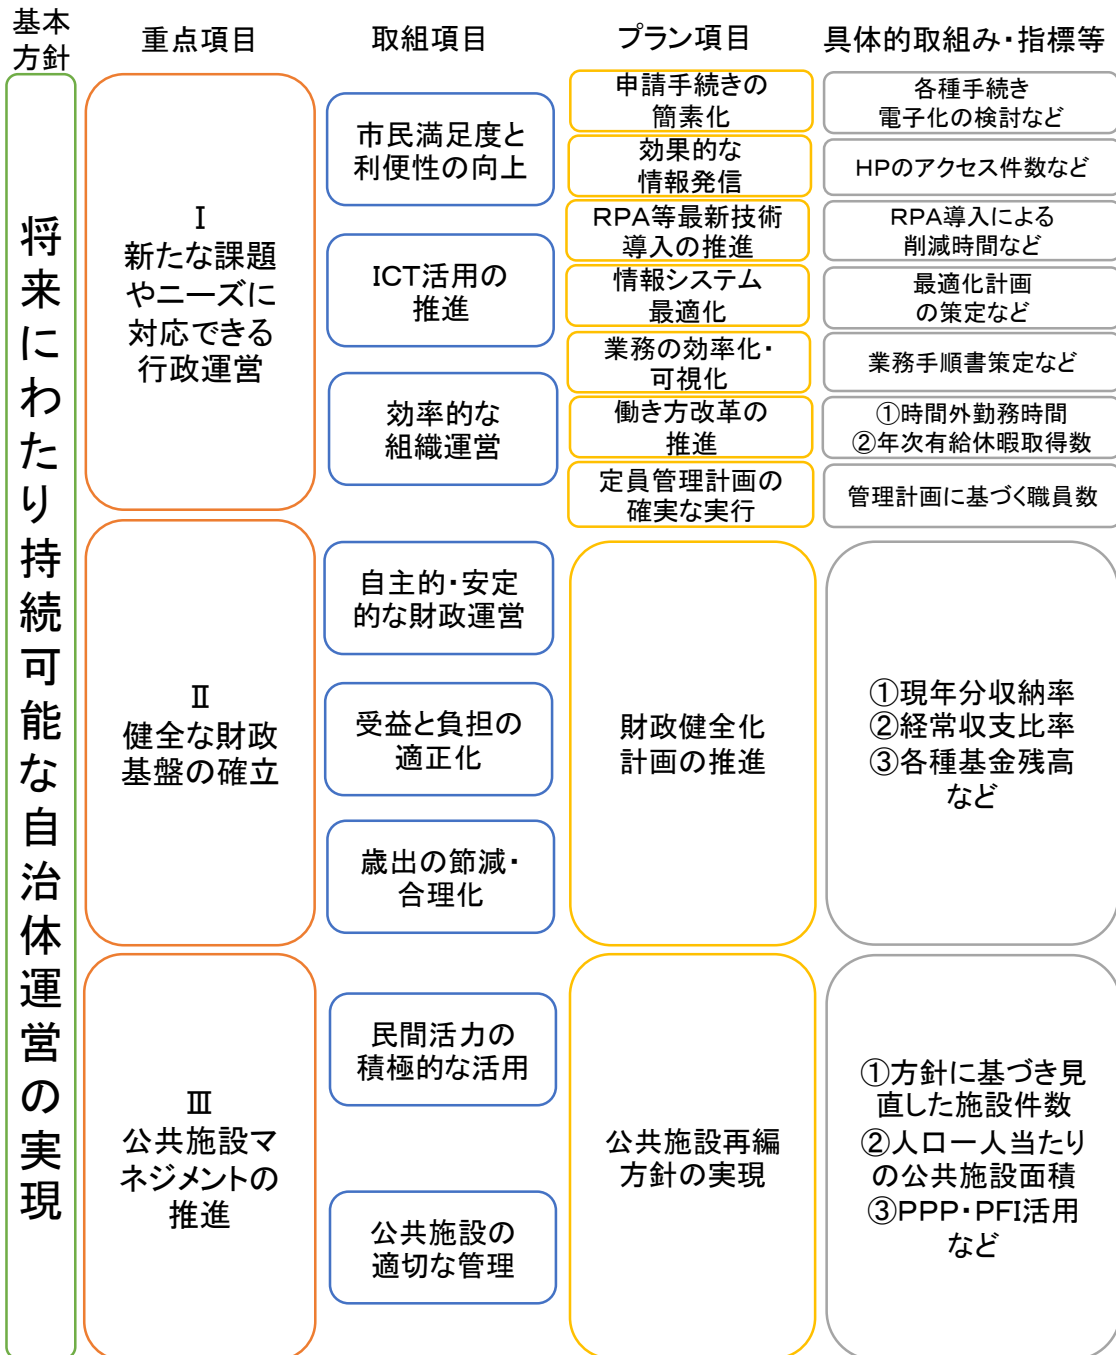 基本
方針
重点項目
取組項目
プラン項目
具体的取組み・指標等
将来にわたり持続可能な自治体運営の実現
Ⅰ
新たな課題
やニーズに
対応できる
行政運営
市民満足度と
利便性の向上
ICT活用の
推進
効率的な
組織運営
申請手続きの
簡素化
各種手続き
電子化の検討など
効果的な
情報発信
HPのアクセス件数など
RPA等最新技術
導入の推進
RPA導入による
削減時間など
情報システム
最適化
最適化計画
の策定など
業務の効率化・
可視化
業務手順書策定など
働き方改革の
推進
①時間外勤務時間
②年次有給休暇取得数
定員管理計画の
確実な実行
管理計画に基づく職員数
Ⅱ
健全な財政
基盤の確立
自主的・安定
的な財政運営
受益と負担の
適正化
歳出の節減・
合理化
財政健全化
計画の推進
①現年分収納率
②経常収支比率
③各種基金残高
など
Ⅲ
公共施設マ
ネジメントの
推進
民間活力の
積極的な活用
公共施設の
適切な管理
公共施設再編
方針の実現
①方針に基づき見
直した施設件数
②人口一人当たり
の公共施設面積
③PPP・PFI活用
など